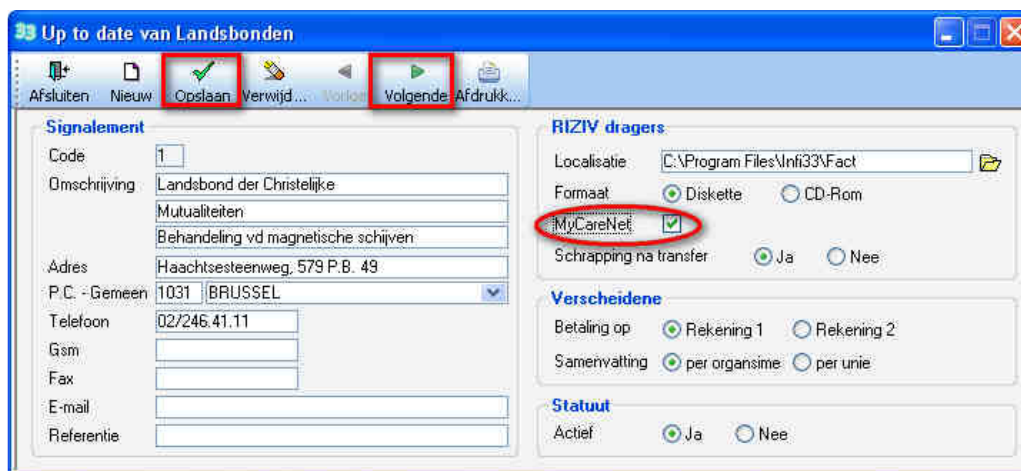 33 Up to date van Landsbonden
Afsluiten Nieuw Opslaan Verwijd... Volgende Afdrukk...
Signalement
Code 1
Omschrijving Landsbond der Christelijke
Mutualiteiten
Behandeling vd magnetische schijven
Adres Haachtsesteenweg, 579 P.B. 49
P.C. - Gemeen 1031 BRUSSEL
Telefoon 02/246.41.11
Gsm
Fax
E-mail
Referentie
RIZIV dragers
Localisatie C:\Program Files\Infi33\Fact
Formaat Diskette CD-Rom
MyCareNet
Schrapping na transfer Ja Nee
Verscheidene
Betaling op Rekening 1 Rekening 2
Samenvatting per organsime per unie
Statuut
Actief Ja Nee